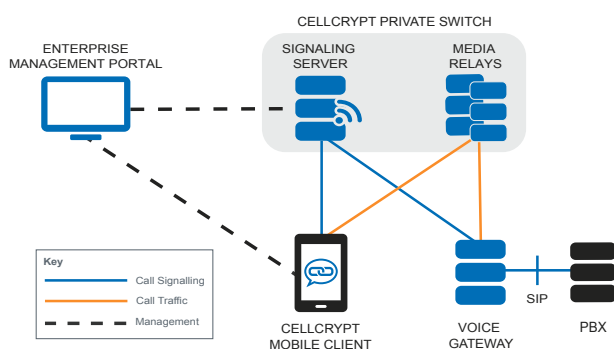 CELLCRYPT PRIVATE SWITCH
ENTERPRISE
MANAGEMENT PORTAL
SIGNALING
SERVER
MEDIA
RELAYS
Key
Call Signalling
Call Traffic
Management
CELLCRYPT
MOBILE CLIENT
VOICE
GATEWAY
SIP
PBX